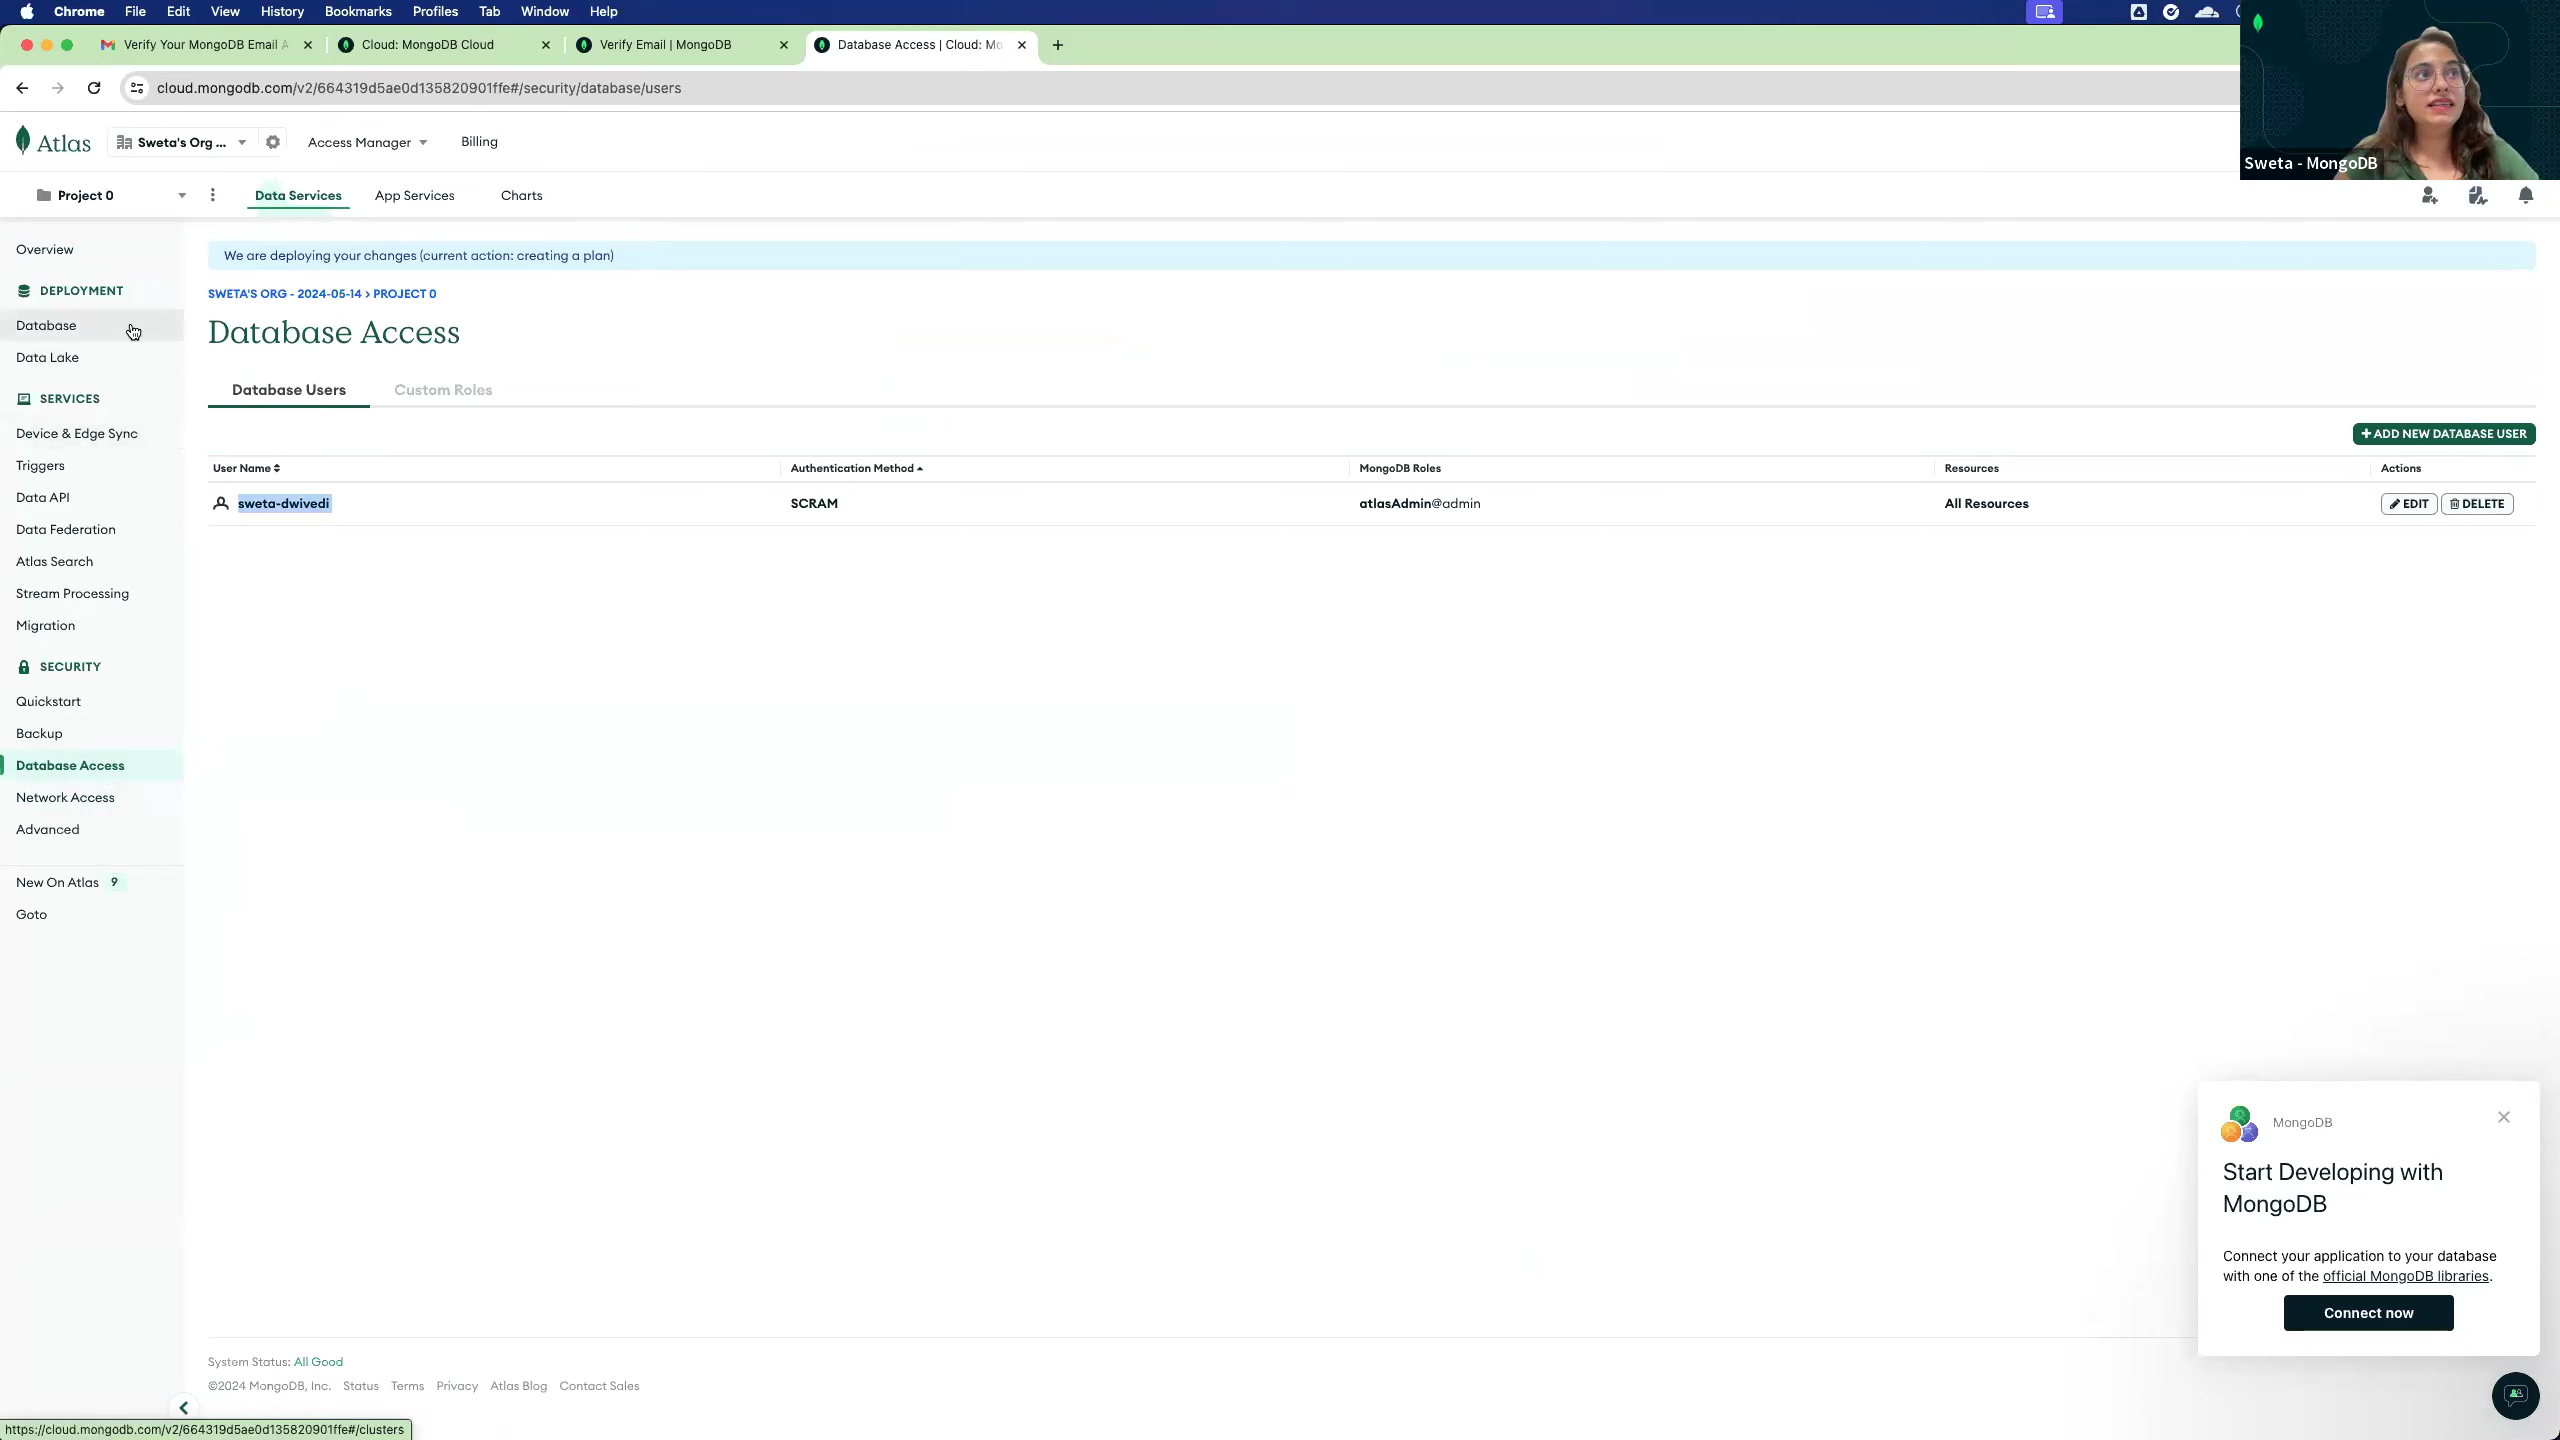 Chrome File Edit View History Bookmarks Profiles Tab Window Help
Verify Your MongoDB Email A
Cloud: MongoDB Cloud
Verify Email | MongoDB
Database Access | Cloud: Mo
cloud.mongodb.com/v2/664319d5ae0d135820901ffe#/security/database/users
Atlas
Sweta's Org ...
Access Manager
Billing
Sweta - MongoDB
Project 0
Data Services
App Services
Charts
Overview
DEPLOYMENT
Database
Data Lake
SERVICES
Device & Edge Sync
Triggers
Data API
Data Federation
Atlas Search
Stream Processing
Migration
SECURITY
Quickstart
Backup
Database Access
Network Access
Advanced
New On Atlas 9
Goto
We are deploying your changes (current action: creating a plan)
SWETA'S ORG - 2024-05-14 > PROJECT 0
Database Access
Database Users
Custom Roles
+ ADD NEW DATABASE USER
User Name Authentication Method MongoDB Roles Resources Actions
sweta-dwivedi SCRAM atlasAdmin@admin All Resources EDIT DELETE
MongoDB
Start Developing with
MongoDB
Connect your application to your database
with one of the official MongoDB libraries.
Connect now
System Status: All Good
©2024 MongoDB, Inc. Status Terms Privacy Atlas Blog Contact Sales
https://cloud.mongodb.com/v2/664319d5ae0d135820901ffe#/clusters